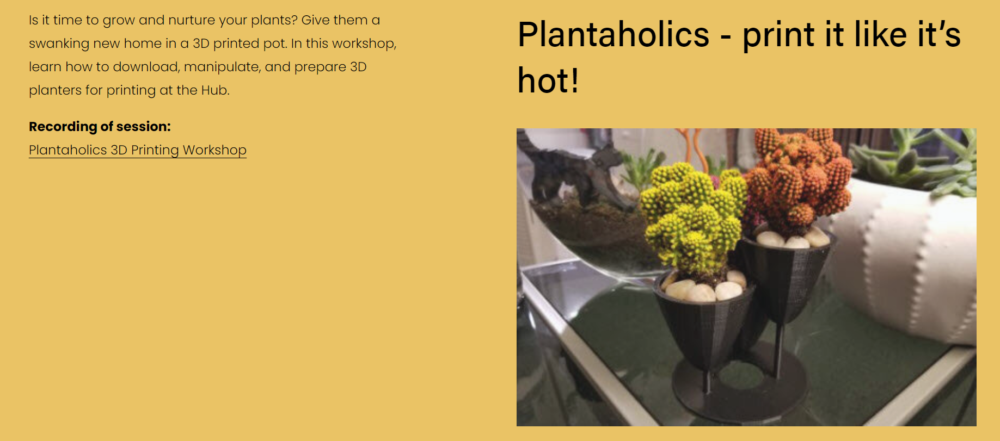 Is it time to grow and nurture your plants? Give them a
swanking new home in a 3D printed pot. In this workshop,
learn how to download, manipulate, and prepare 3D
planters for printing at the Hub.
Recording of session:
Plantaholics 3D Printing Workshop
Plantaholics - print it like it’s
hot!